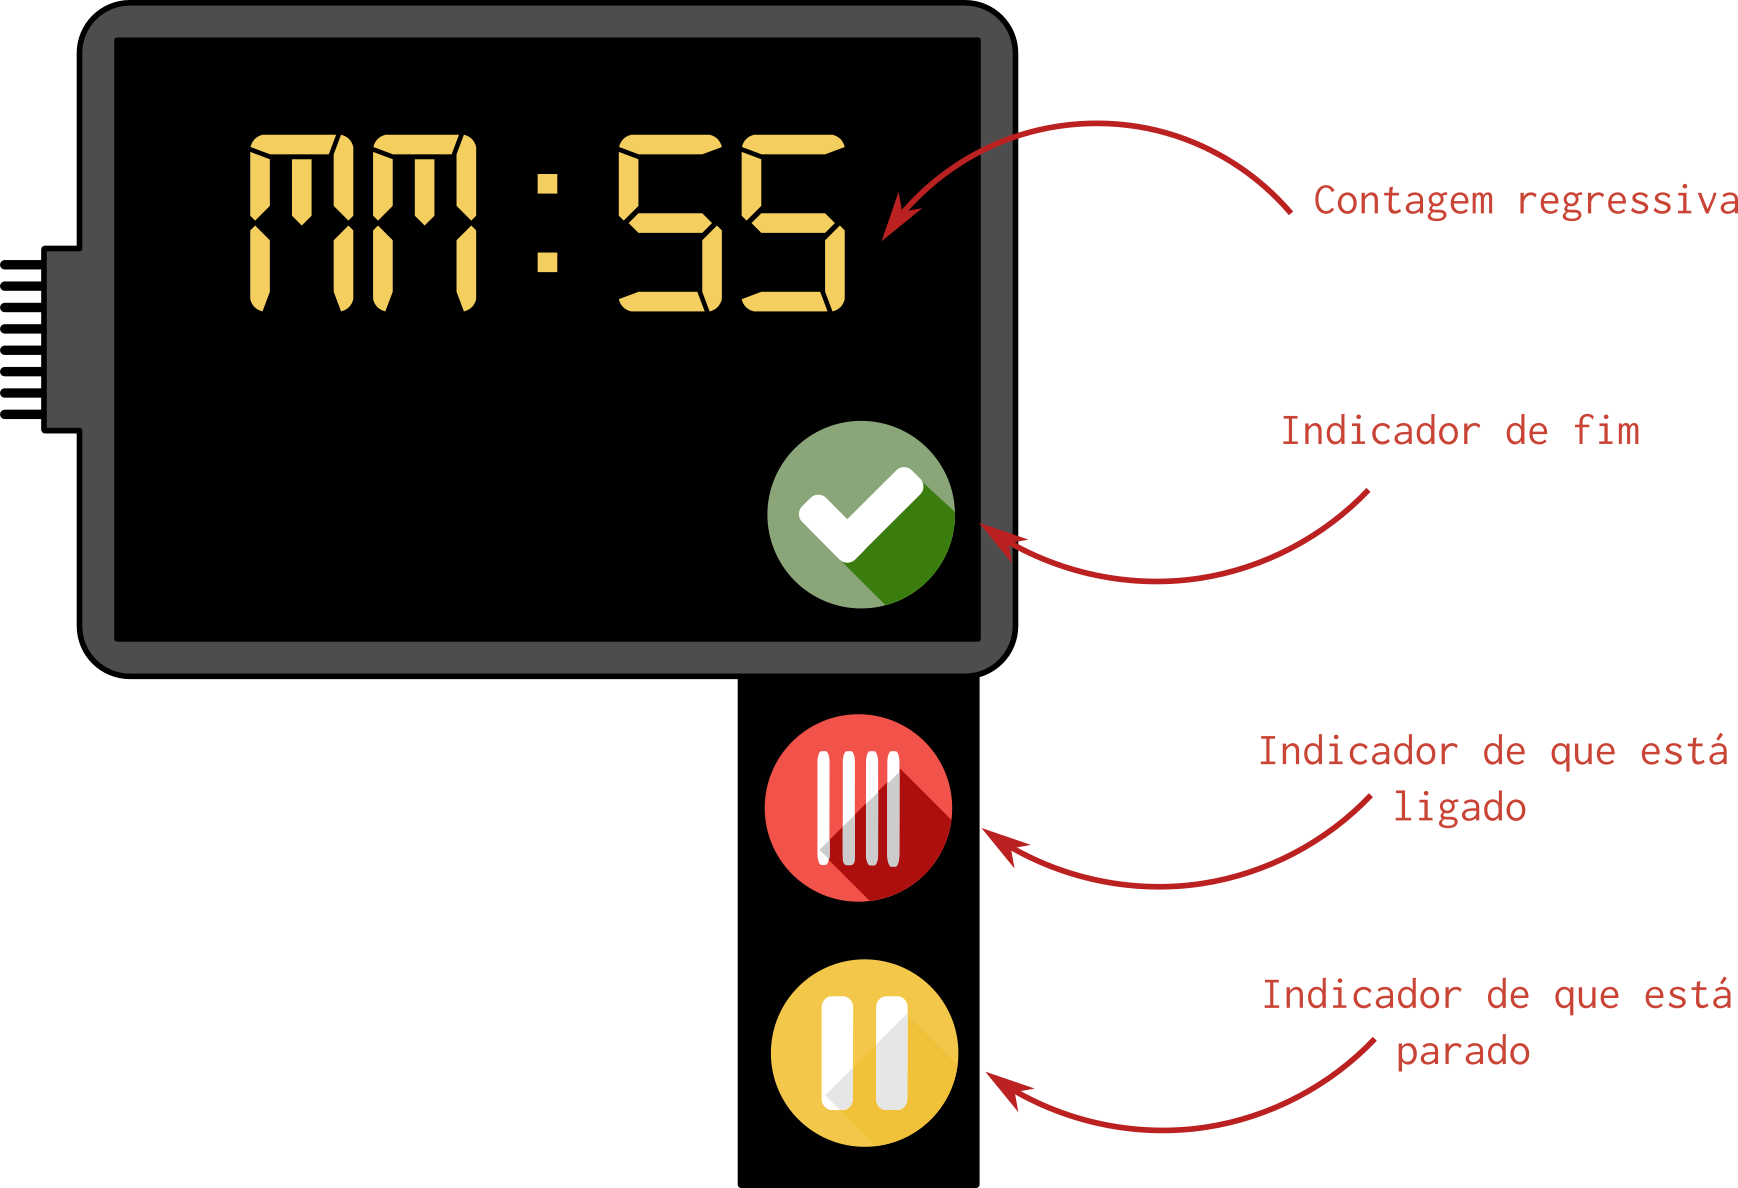 MM:SS
Contagem regressiva
Indicador de fim
Indicador de que está
ligado
Indicador de que está
parado